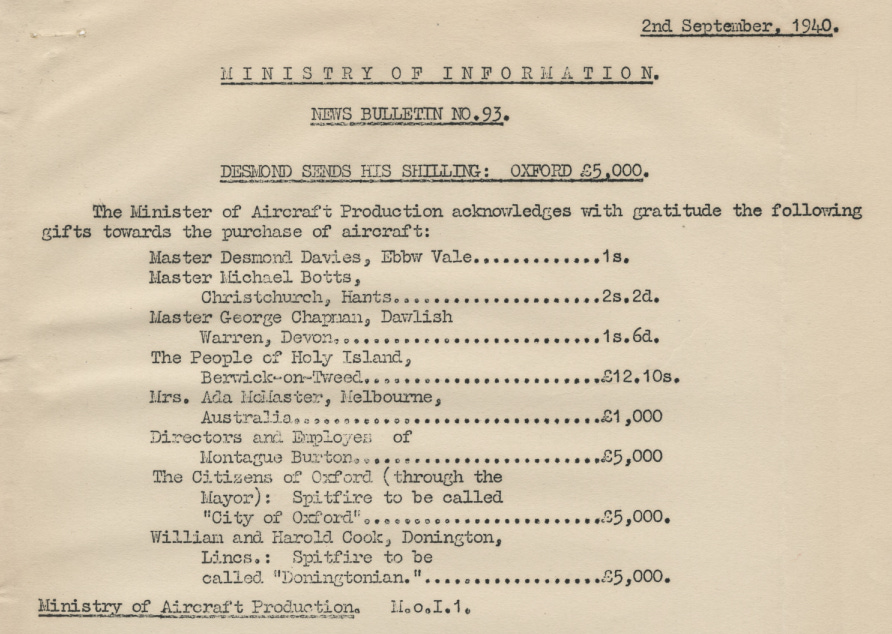 2nd September, 1940.
MINISTRY OF INFORMATION.
NEWS BULLETIN NO.93.
DESMOND SENDS HIS SHILLING: OXFORD £5,000.
The Minister of Aircraft Production acknowledges with gratitude the following
gifts towards the purchase of aircraft:
Master Desmond Davies, Ebbw Vale.............1s.
Master Michael Botts,
Christchurch, Hants......................2s.2d.
Master George Chapman, Dawlish
Warren, Devon............................1s.6d.
The People of Holy Island,
Berwick-on-Tweed.........................£12.10s.
Mrs. Ada McMaster, Melbourne,
Australia................................£1,000
Directors and Employes of
Montague Burton..........................£5,000
The Citizens of Oxford (through the
Mayor): Spitfire to be called
"City of Oxford".........................£5,000.
William and Harold Cook, Donington,
Lincs.: Spitfire to be
called "Doningtonian.".................£5,000.
Ministry of Aircraft Production. M.o.I.1.